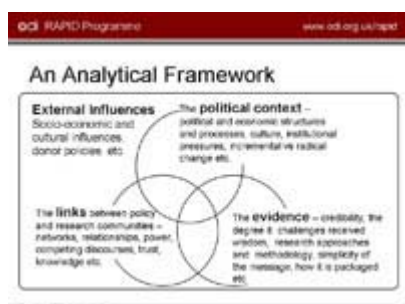 odi RAPID Programme www.odi.org.uk/rapid
An Analytical Framework
External Influences
Socio-economic and
cultural influences,
donor policies etc
The political context –
political and economic structures
and processes, culture, institutional
pressures, incremental vs radical
change etc.
The links between policy
and research communities –
networks, relationships, power,
competing discourses, trust,
knowledge etc.
The evidence – credibility, the
degree it challenges received
wisdom, research approaches
and methodology, simplicity of
the message, how it is packaged
etc